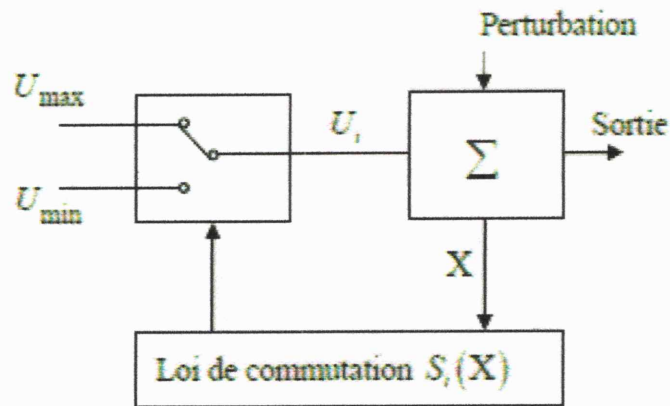 Perturbation
U_max
U_i
Sortie
Σ
U_min
X
Loi de commutation S_i(X)